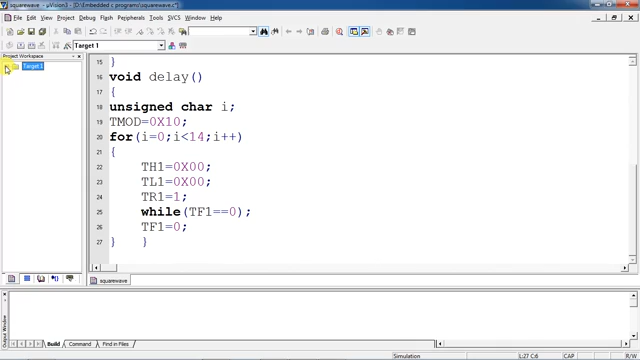 squarewave - µVision3 - [D:\Embedded c programs\squarewave.c*]
File Edit View Project Debug Flash Peripherals Tools SVCS Window Help
Target 1
Project Workspace
Target 1
15 }
16 void delay()
17 {
18 unsigned char i;
19 TMOD=0X10;
20 for(i=0;i<14;i++)
21 {
22 TH1=0X00;
23 TL1=0X00;
24 TR1=1;
25 while(TF1==0);
26 TF1=0;
27 } }
squarewave
Output Window
Build Command Find in Files
Simulation L:27 C:6 CAP R/W